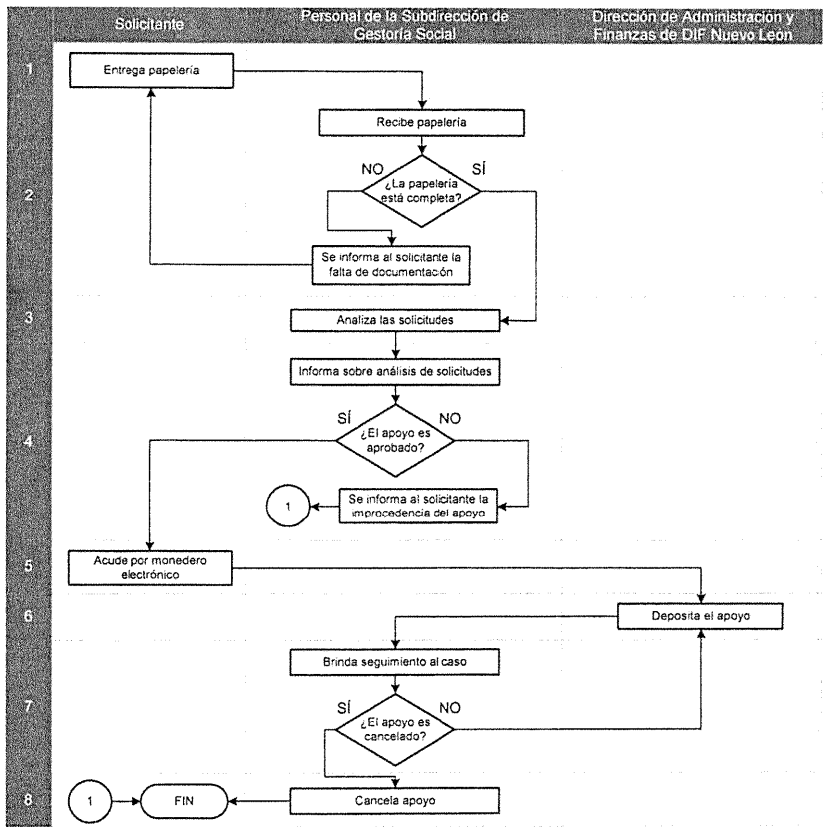 Solicitante
Personal de la Subdirección de
Gestoría Social
Dirección de Administración y
Finanzas de DIF Nuevo León
1
Entrega papelería
Recibe papelería
2
NO
SÍ
¿La papelería
está completa?
Se informa al solicitante la
falta de documentación
3
Analiza las solicitudes
Informa sobre análisis de solicitudes
4
SÍ
NO
¿El apoyo es
aprobado?
1
Se informa al solicitante la
improcedencia del apoyo
5
Acude por monedero
electrónico
6
Deposita el apoyo
Brinda seguimiento al caso
7
SÍ
NO
¿El apoyo es
cancelado?
8
1
FIN
Cancela apoyo